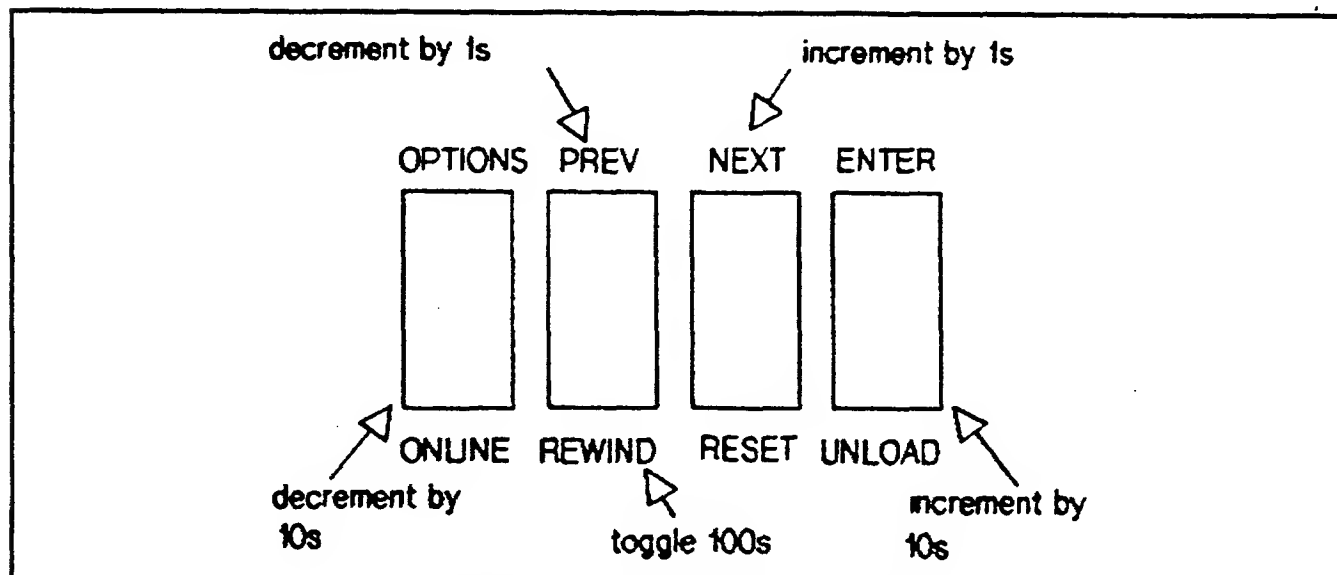 decrement by 1s
increment by 1s
OPTIONS PREV NEXT ENTER
ONLINE REWIND RESET UNLOAD
decrement by
10s
toggle 100s
increment by
10s